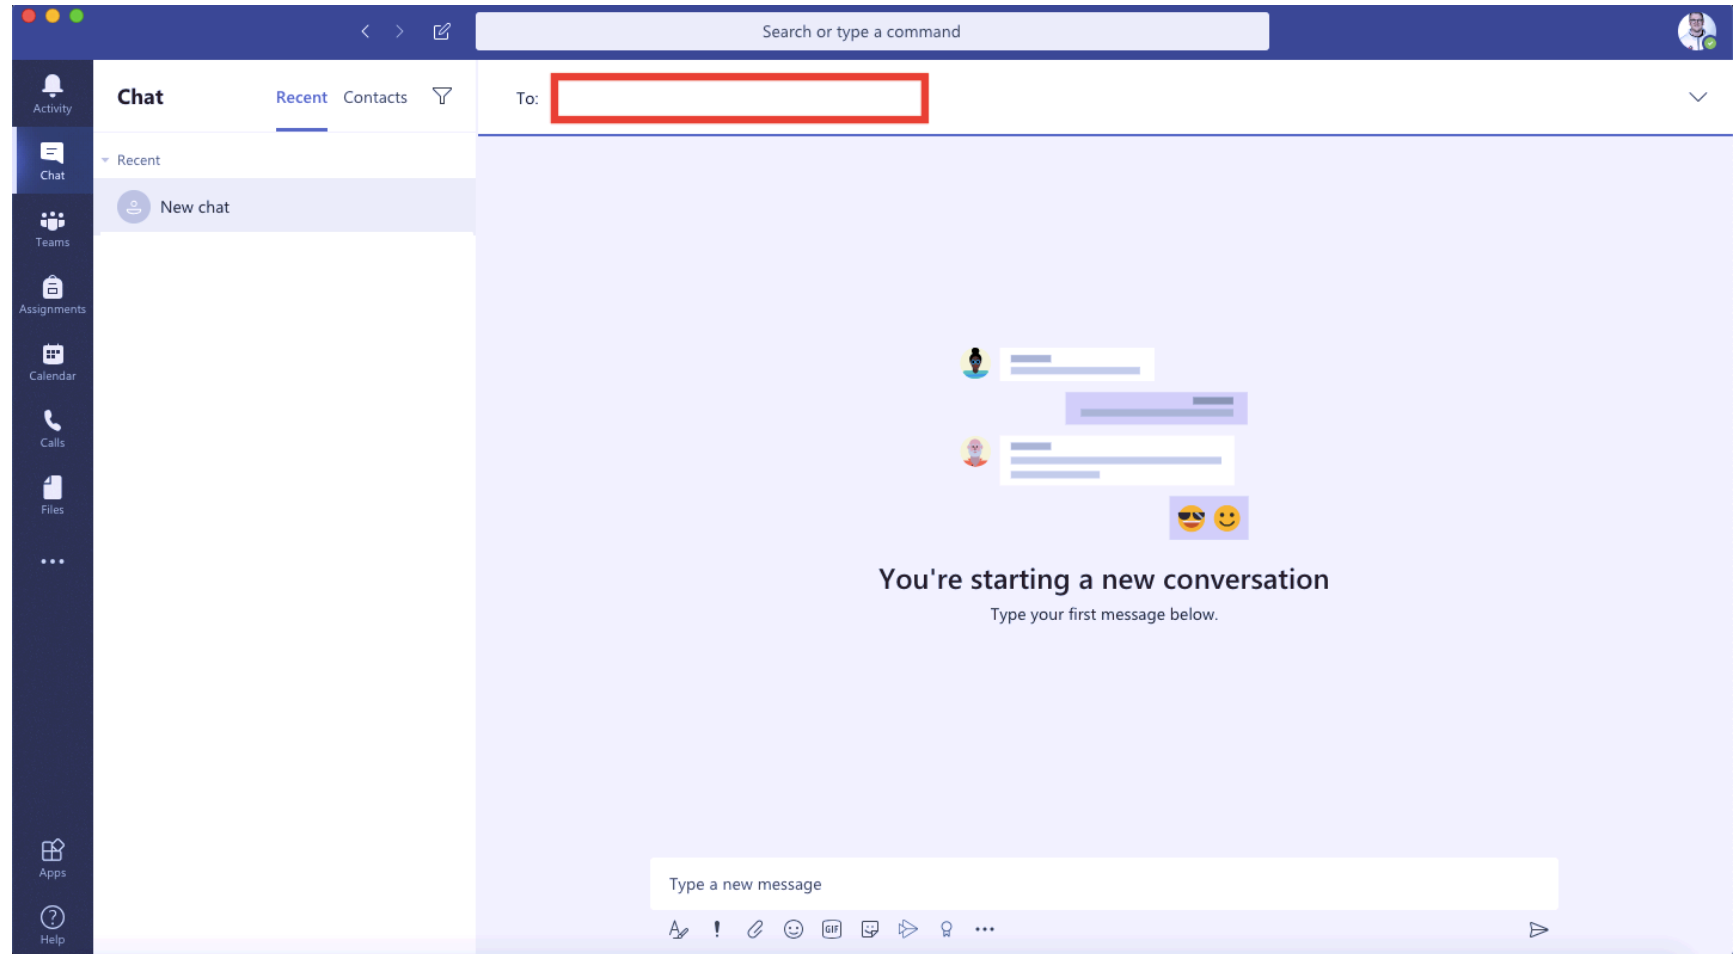 Search or type a command
Activity
Chat
Teams
Assignments
Calendar
Calls
Files
Apps
Help
Chat
Recent
Contacts
Recent
New chat
To:
You're starting a new conversation
Type your first message below.
Type a new message
GIF